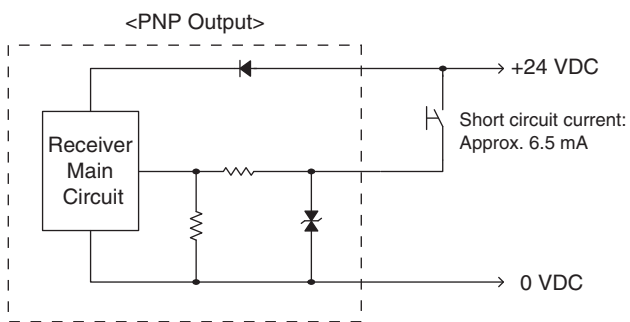 <PNP Output>
+24 VDC
Short circuit current:
Approx. 6.5 mA
Receiver
Main
Circuit
0 VDC